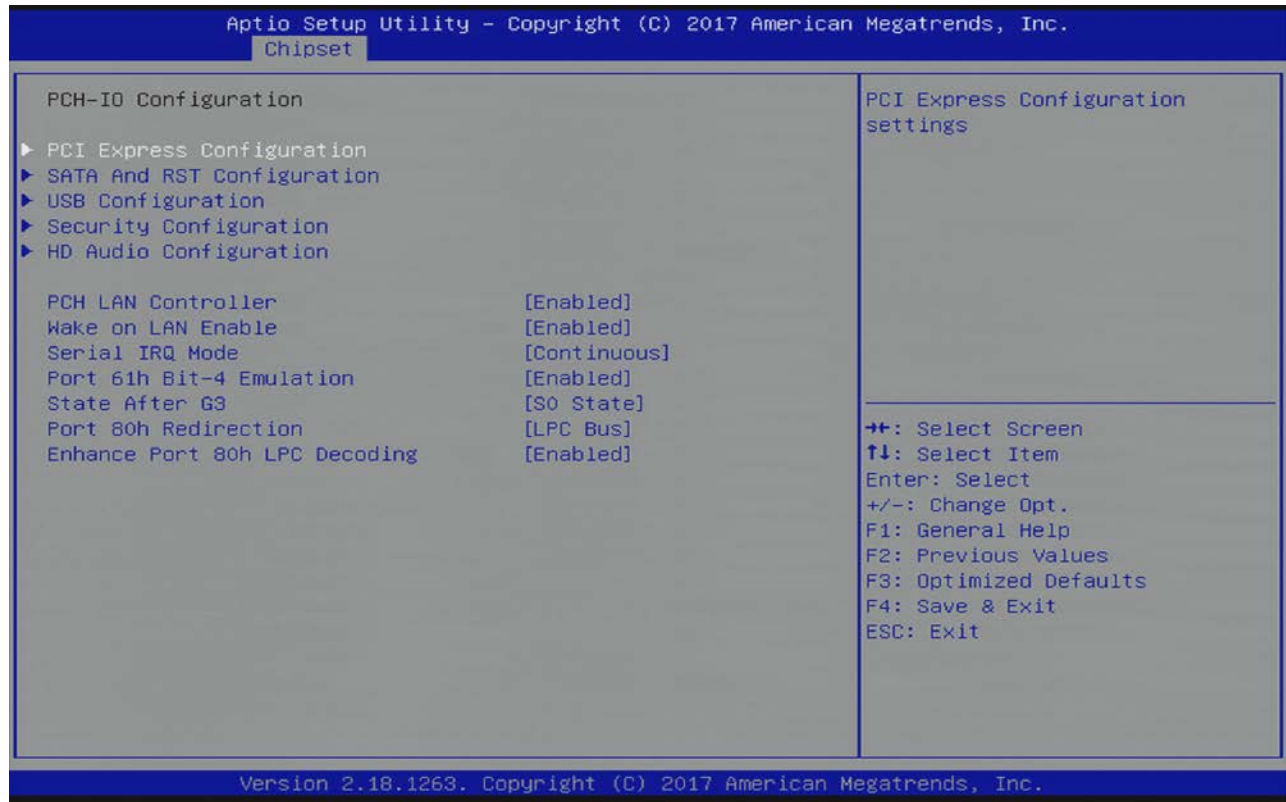 Aptio Setup Utility – Copyright (C) 2017 American Megatrends, Inc.
Chipset
PCH-IO Configuration
▶ PCI Express Configuration
▶ SATA And RST Configuration
▶ USB Configuration
▶ Security Configuration
▶ HD Audio Configuration
PCH LAN Controller [Enabled]
Wake on LAN Enable [Enabled]
Serial IRQ Mode [Continuous]
Port 61h Bit-4 Emulation [Enabled]
State After G3 [S0 State]
Port 80h Redirection [LPC Bus]
Enhance Port 80h LPC Decoding [Enabled]
PCI Express Configuration
settings
→←: Select Screen
↑↓: Select Item
Enter: Select
+/-: Change Opt.
F1: General Help
F2: Previous Values
F3: Optimized Defaults
F4: Save & Exit
ESC: Exit
Version 2.18.1263. Copyright (C) 2017 American Megatrends, Inc.